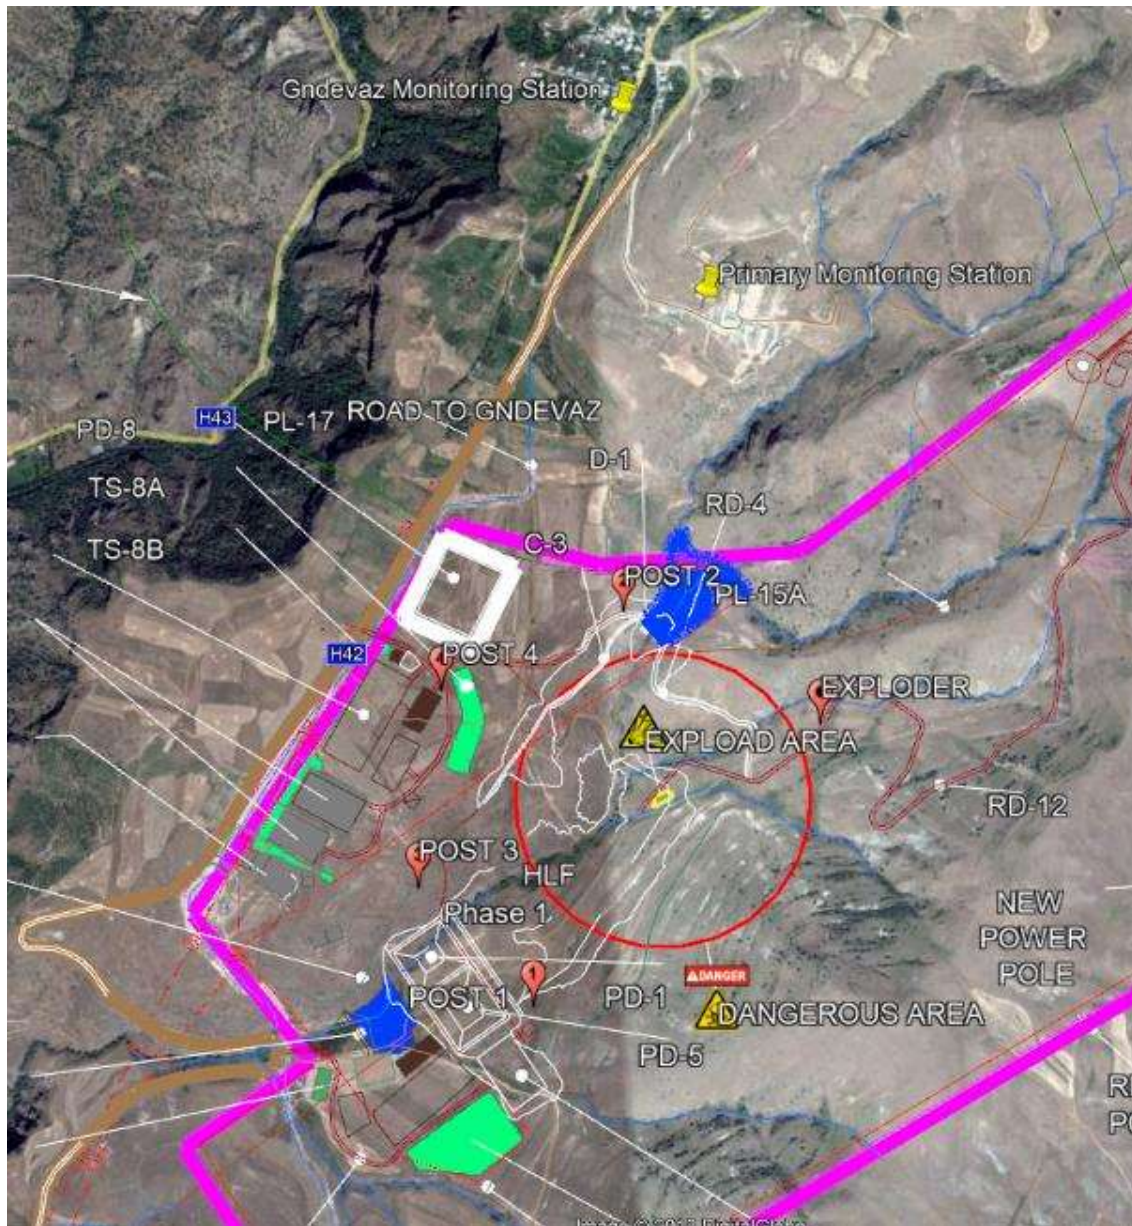 Gndevaz Monitoring Station
Primary Monitoring Station
H43
PD-8
PL-17
ROAD TO GNDEVAZ
TS-8A
D-1
RD-4
TS-8B
C-3
POST 2
PL-15A
H42
POST 4
EXPLODER
EXPLOAD AREA
RD-12
POST 3
HLF
Phase 1
NEW
POWER
POLE
DANGER
1
POST 1
PD-1
DANGEROUS AREA
PD-5